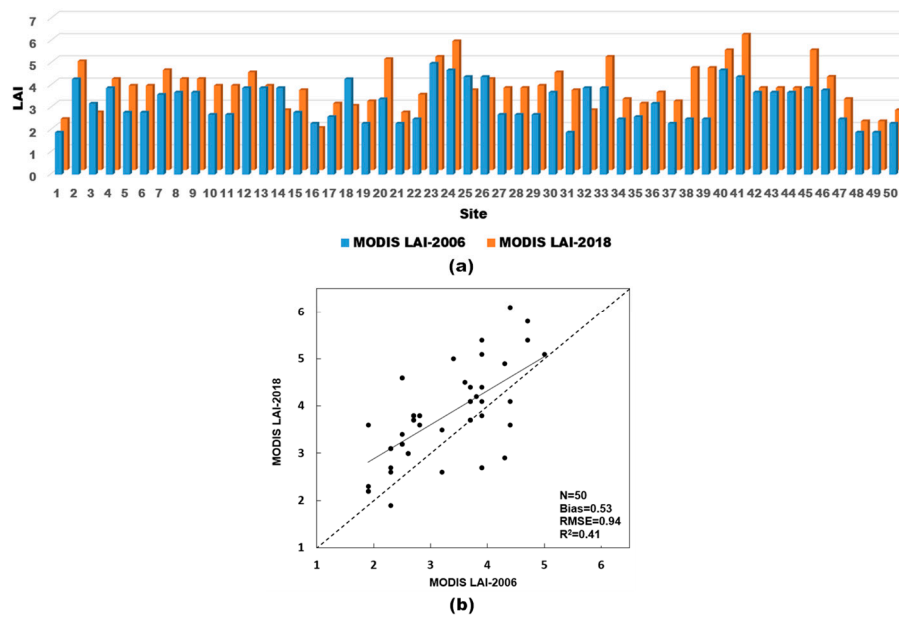 7
6
5
4
3
2
1
0
LAI
1 2 3 4 5 6 7 8 9 10 11 12 13 14 15 16 17 18 19 20 21 22 23 24 25 26 27 28 29 30 31 32 33 34 35 36 37 38 39 40 41 42 43 44 45 46 47 48 49 50
Site
MODIS LAI-2006 MODIS LAI-2018
(a)
6
5
4
3
2
1
MODIS LAI-2018
N=50
Bias=0.53
RMSE=0.94
R²=0.41
1 2 3 4 5 6
MODIS LAI-2006
(b)